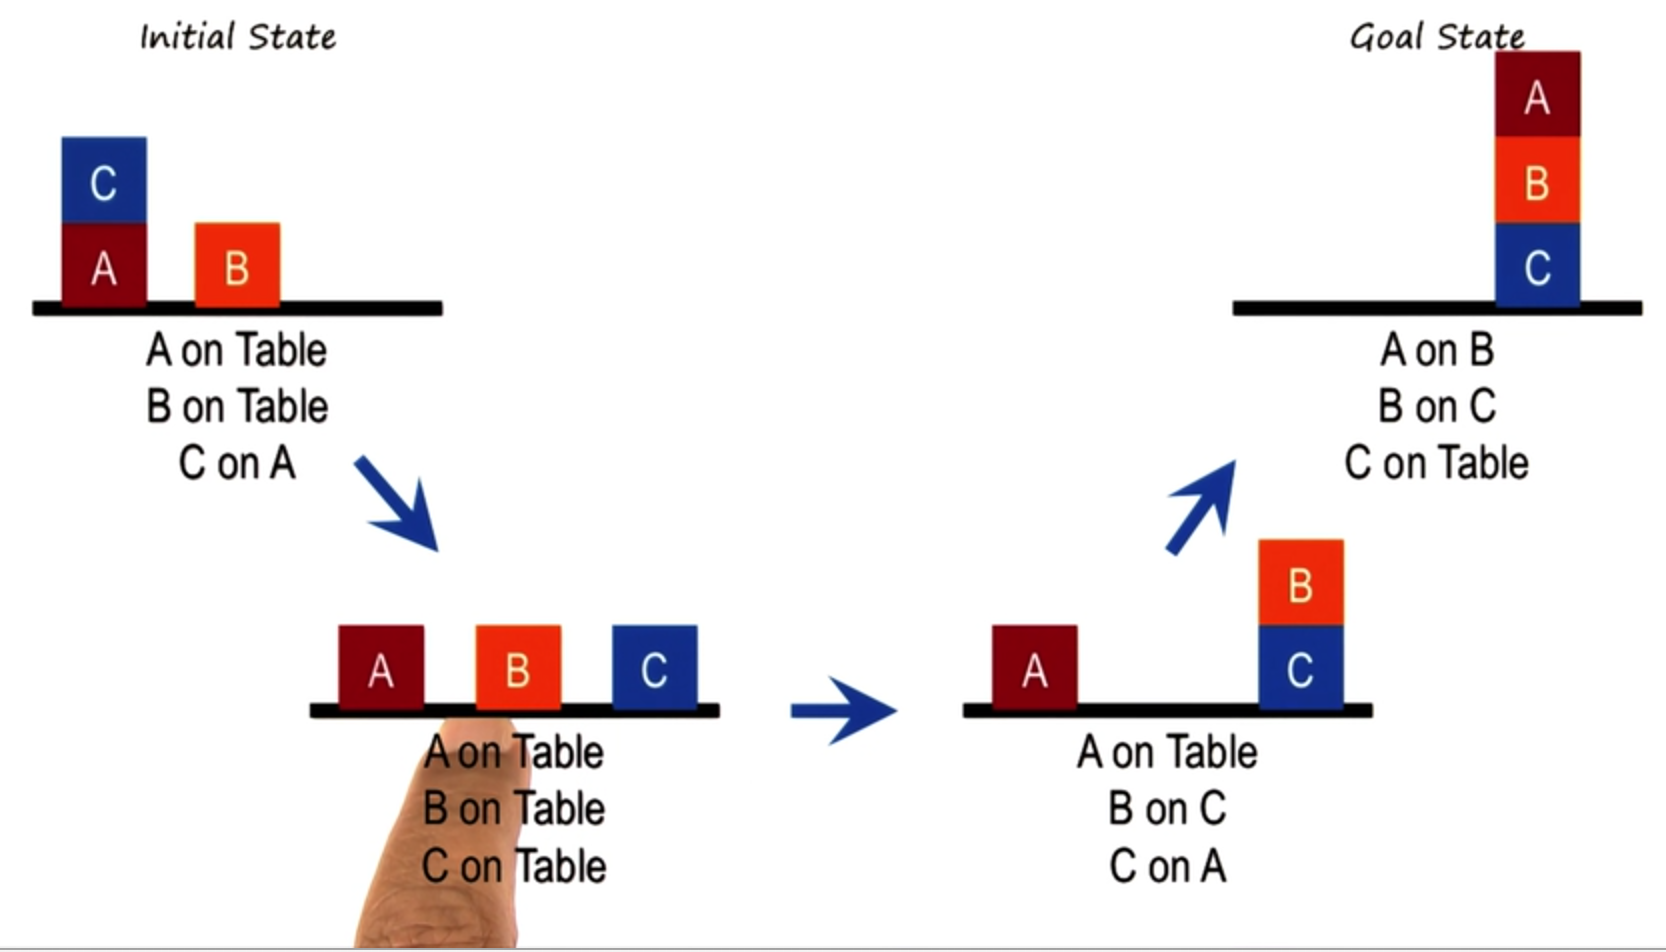 Initial State
C
A
B
A on Table
B on Table
C on A
Goal State
A
B
C
A on B
B on C
C on Table
A
B
C
A on Table
B on Table
C on Table
A
B
C
A on Table
B on C
C on A